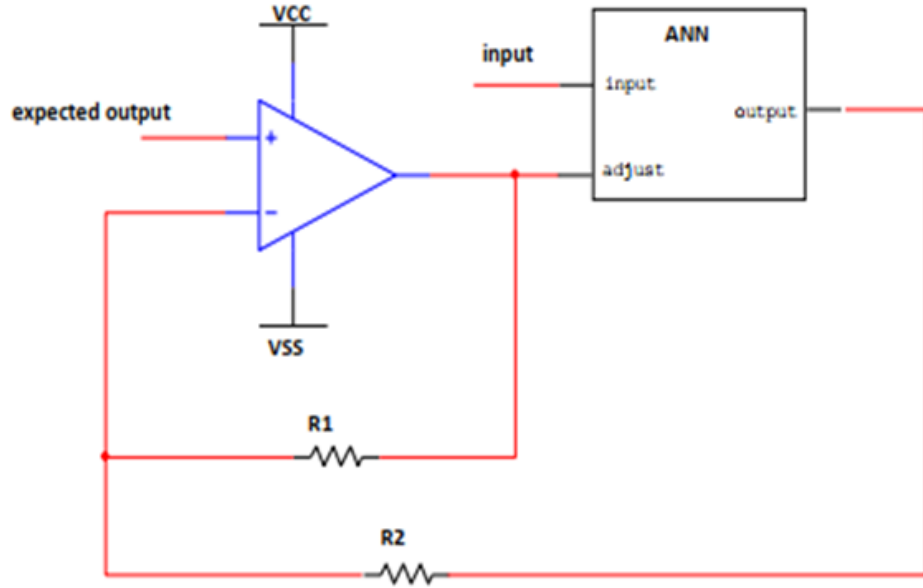 VCC
ANN
input
input
expected output
output
+
adjust
-
VSS
R1
R2